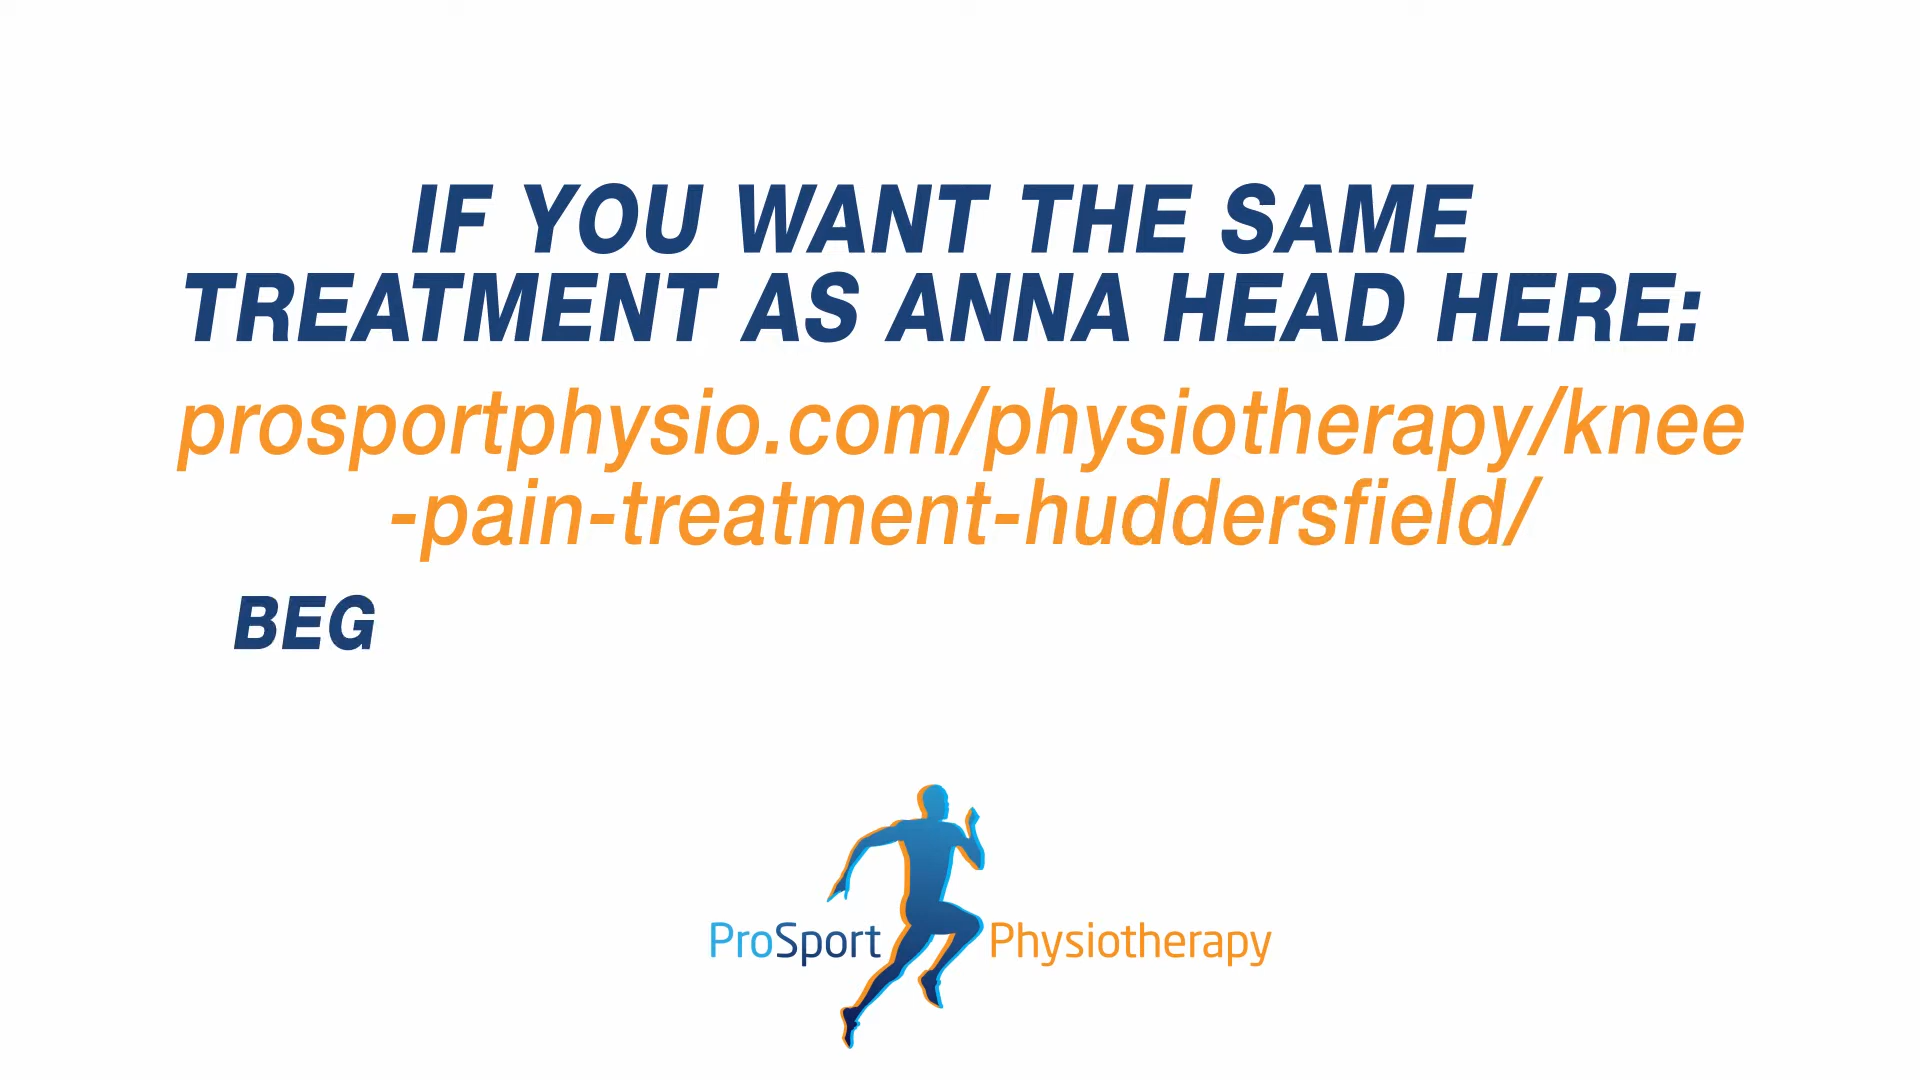 IF YOU WANT THE SAME
TREATMENT AS ANNA HEAD HERE:
prosportphysio.com/physiotherapy/knee
-pain-treatment-huddersfield/
BEG
ProSport Physiotherapy